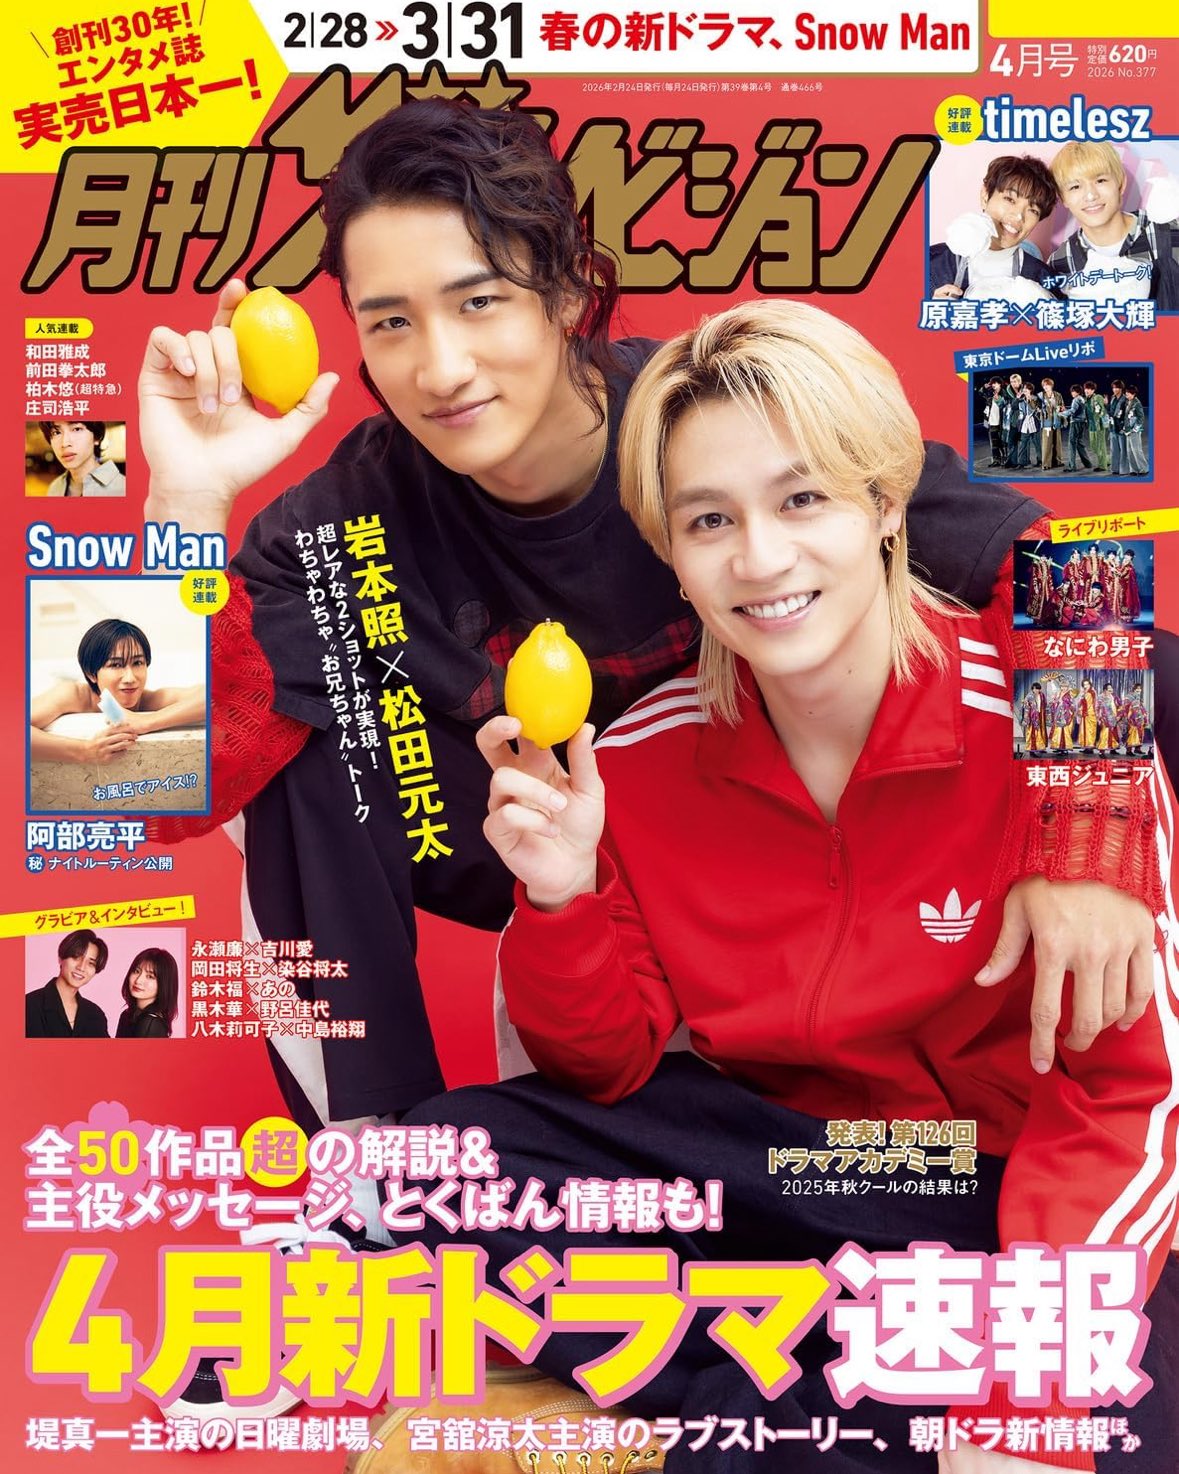 創刊30年!
エンタメ誌
実売日本一!
2|28 » 3|31 春の新ドラマ、Snow Man
4月号 特別定価620円
2026 No.377
2026年2月24日発行(毎月24日発行)第39巻第4号 通巻466号
月刊ザテレビジョン
好評連載
timelesz
ホワイトデートーク!
原嘉孝×篠塚大輝
東京ドームLiveリポ
人気連載
和田雅成
前田拳太郎
柏木悠(超特急)
庄司浩平
Snow Man
好評連載
お風呂でアイス!?
阿部亮平
㊙ナイトルーティン公開
岩本照×松田元太
超レアな2ショットが実現!
わちゃわちゃ"お兄ちゃん"トーク
ライブリポート
なにわ男子
東西ジュニア
グラビア&インタビュー!
永瀬廉×吉川愛
岡田将生×染谷将太
鈴木福×あの
黒木華×野呂佳代
八木莉可子×中島裕翔
発表! 第126回
ドラマアカデミー賞
2025年秋クールの結果は?
全50作品超の解説&
主役メッセージ、とくばん情報も!
4月新ドラマ速報
堤真一主演の日曜劇場、宮舘涼太主演のラブストーリー、朝ドラ新情報ほか